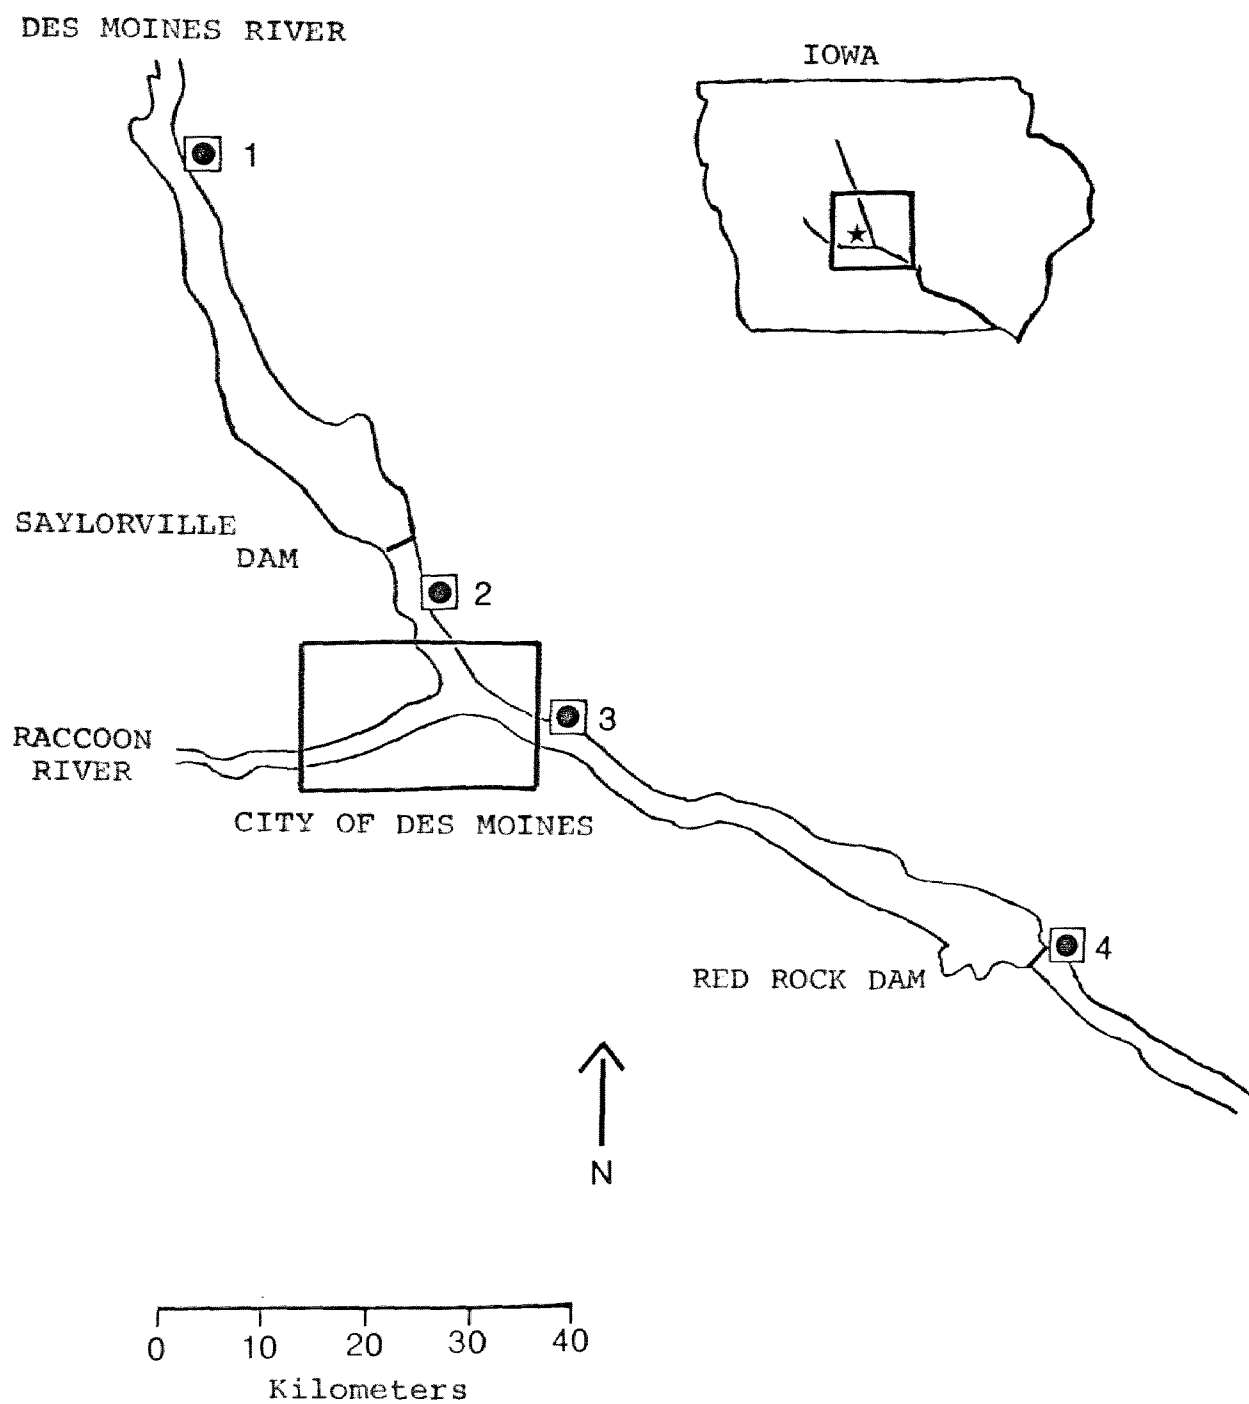 DES MOINES RIVER
IOWA
1
SAYLORVILLE
DAM
2
3
RACCOON
RIVER
CITY OF DES MOINES
4
RED ROCK DAM
N
0 10 20 30 40
Kilometers